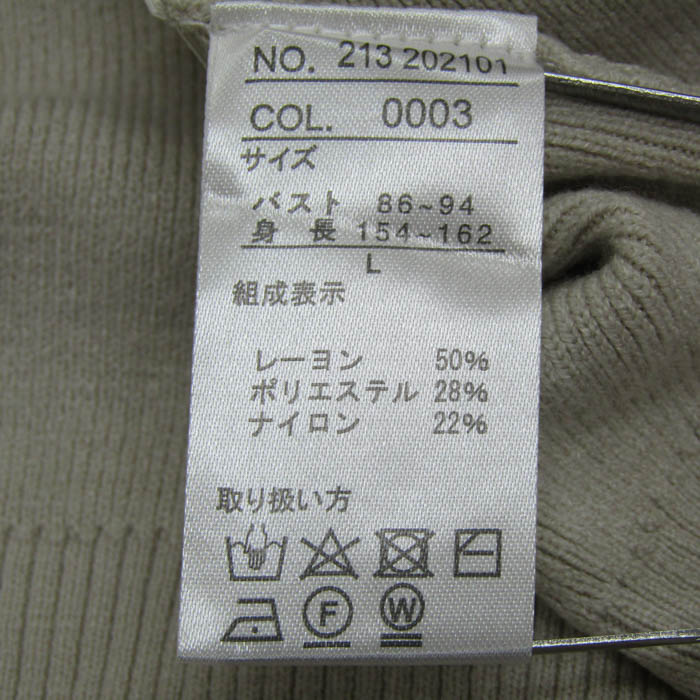 NO. 213 202101
COL. 0003
サイズ
バスト 86~94
身長 154~162
L
組成表示
レーヨン 50%
ポリエステル 28%
ナイロン 22%
取り扱い方
F W